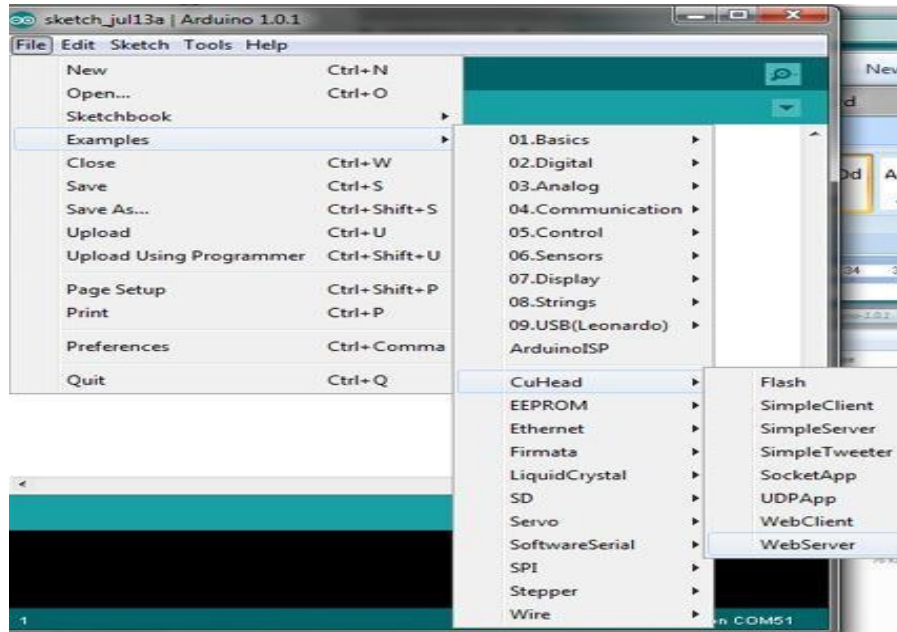 sketch_jul13a | Arduino 1.0.1
File Edit Sketch Tools Help
New Ctrl+N
Open... Ctrl+O
Sketchbook
Examples
Close Ctrl+W
Save Ctrl+S
Save As... Ctrl+Shift+S
Upload Ctrl+U
Upload Using Programmer Ctrl+Shift+U
Page Setup Ctrl+Shift+P
Print Ctrl+P
Preferences Ctrl+Comma
Quit Ctrl+Q
01.Basics
02.Digital
03.Analog
04.Communication
05.Control
06.Sensors
07.Display
08.Strings
09.USB(Leonardo)
ArduinoISP
CuHead
EEPROM
Ethernet
Firmata
LiquidCrystal
SD
Servo
SoftwareSerial
SPI
Stepper
Wire
Flash
SimpleClient
SimpleServer
SimpleTweeter
SocketApp
UDPApp
WebClient
WebServer
1
n COM51
New
d
Dd
A
34